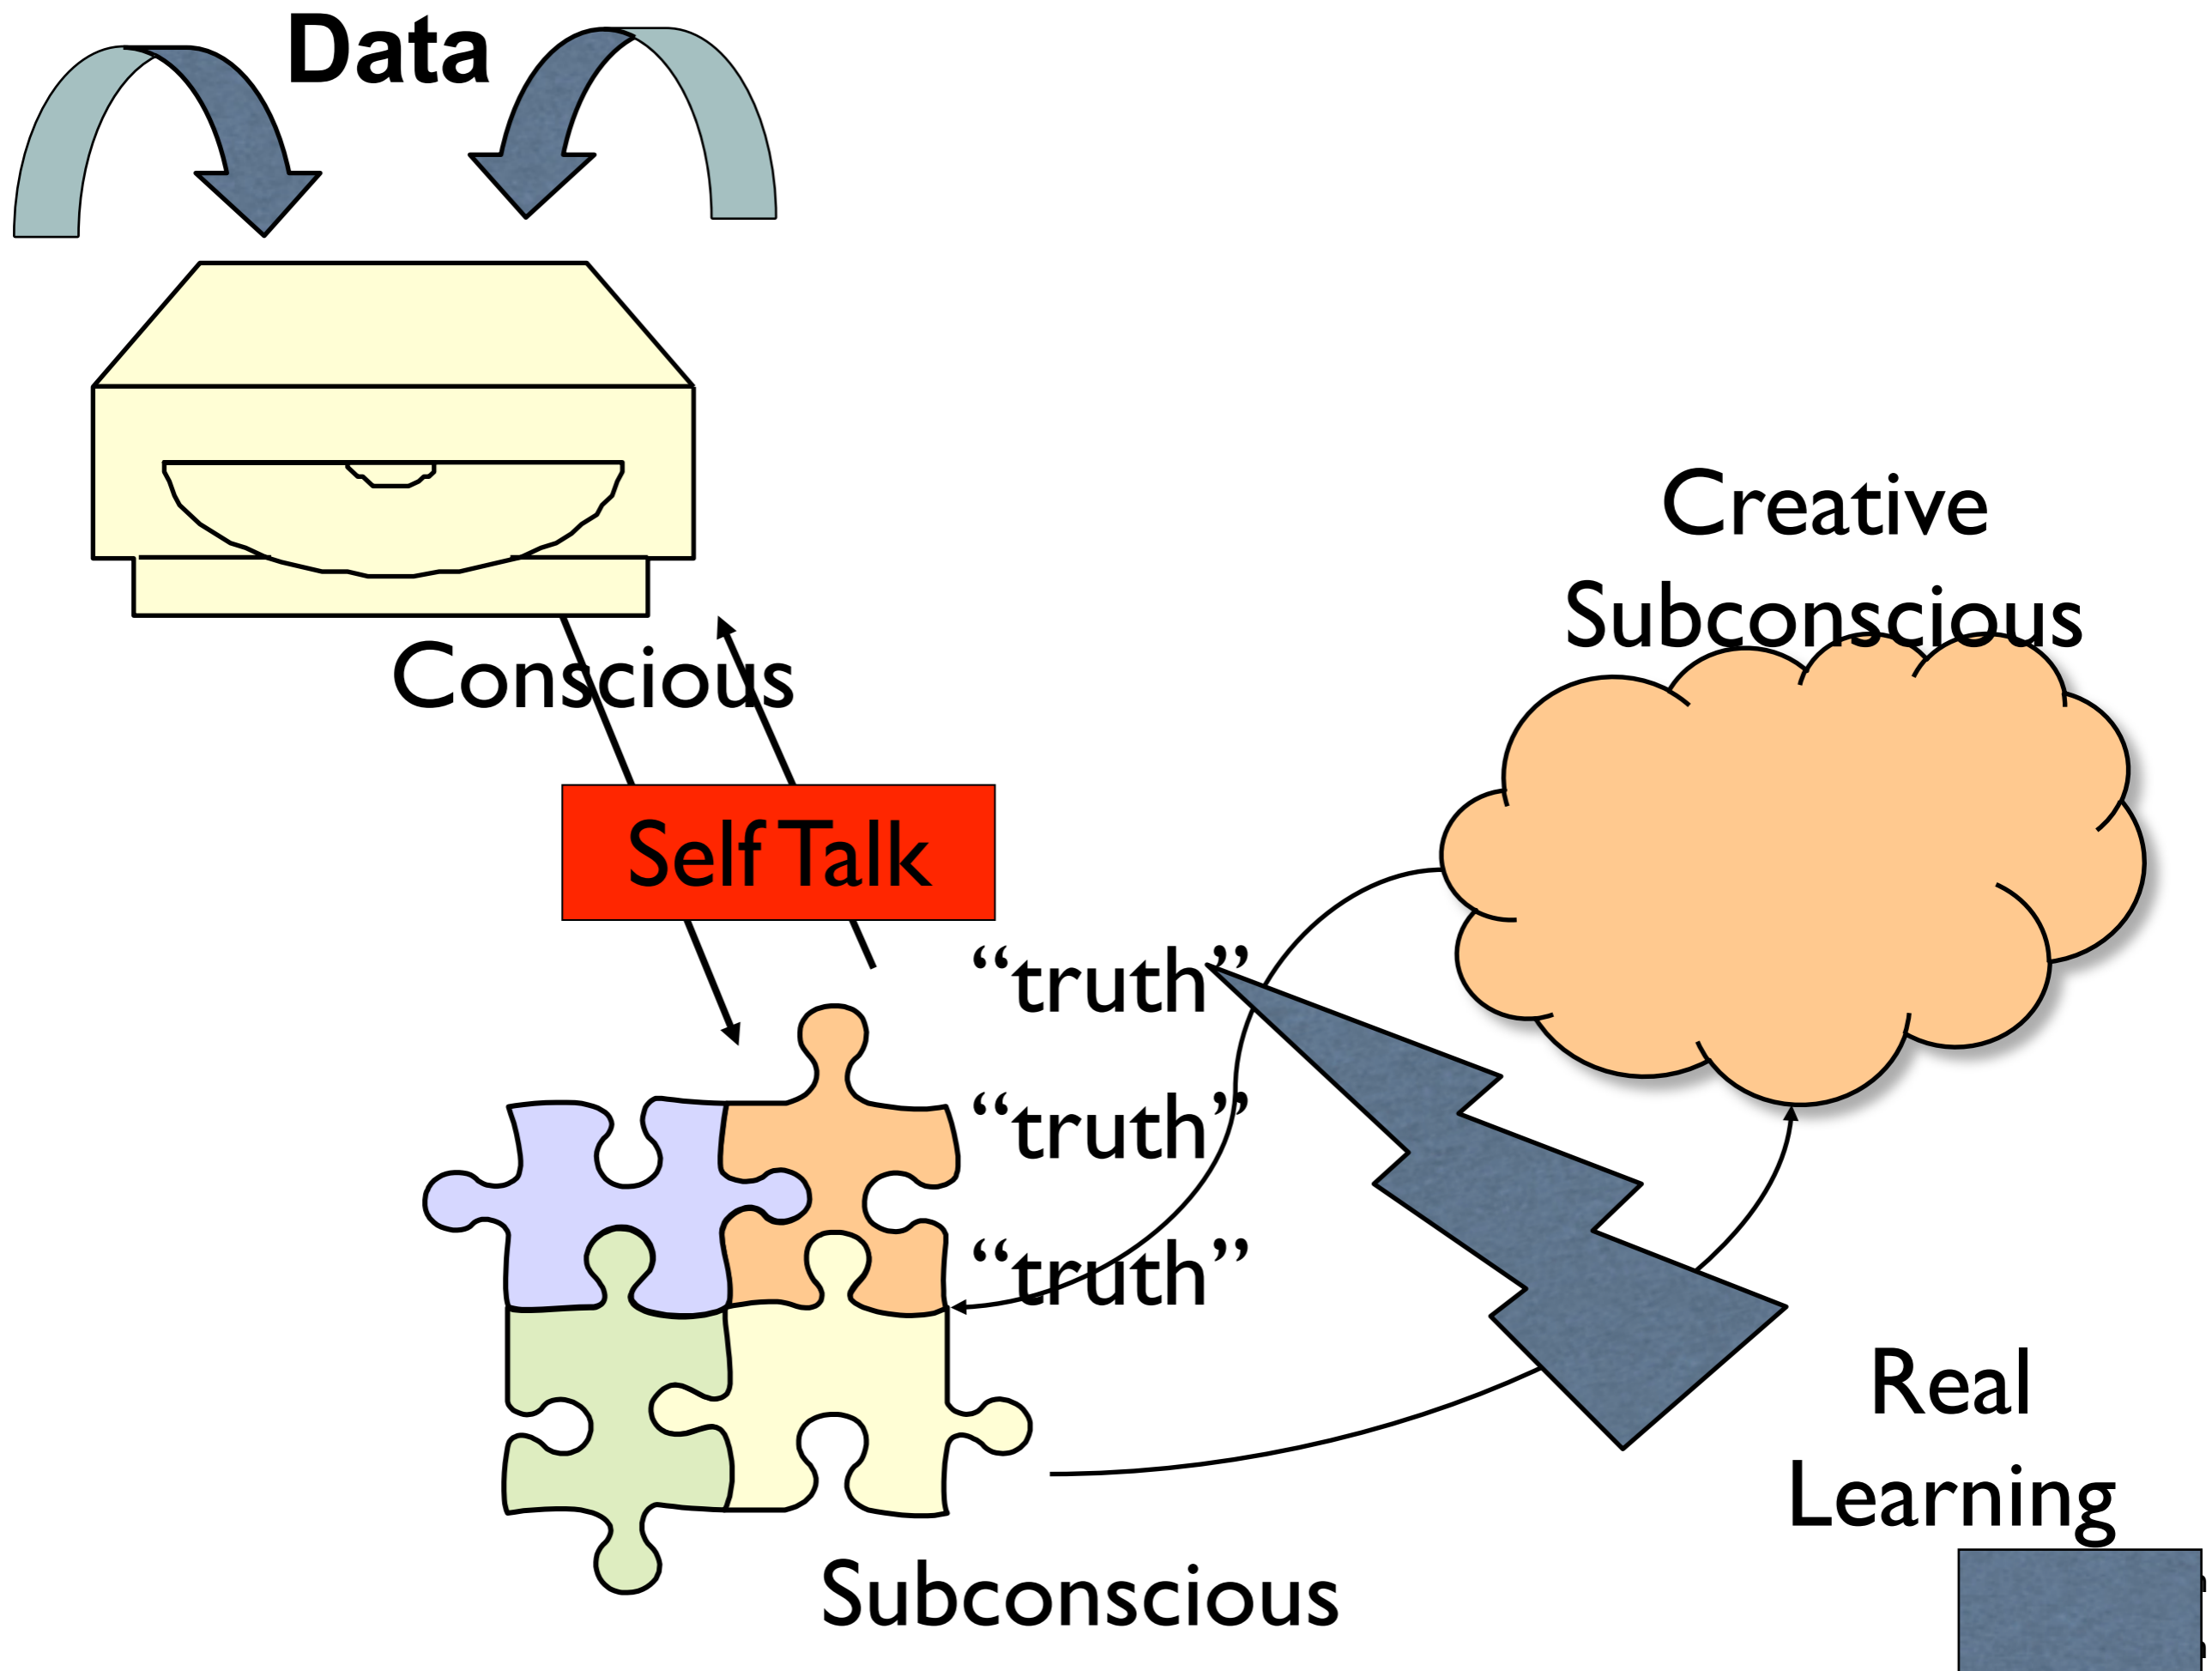 Data
Conscious
Creative
Subconscious
Self Talk
“truth”
“truth”
“truth”
Real
Learning
Subconscious